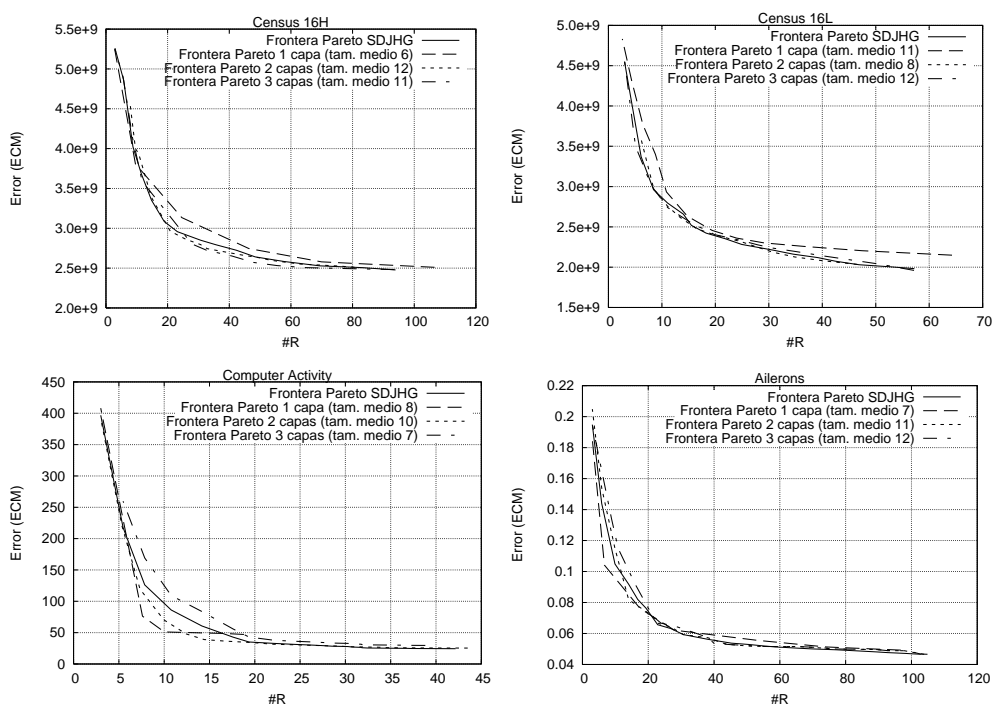 Census 16H
5.5e+9
5.0e+9
4.5e+9
4.0e+9
3.5e+9
3.0e+9
2.5e+9
2.0e+9
Error (ECM)
Frontera Pareto SDJHG
Frontera Pareto 1 capa (tam. medio 6)
Frontera Pareto 2 capas (tam. medio 12)
Frontera Pareto 3 capas (tam. medio 11)
0 20 40 60 80 100 120
#R
Census 16L
5.0e+9
4.5e+9
4.0e+9
3.5e+9
3.0e+9
2.5e+9
2.0e+9
1.5e+9
Error (ECM)
Frontera Pareto SDJHG
Frontera Pareto 1 capa (tam. medio 11)
Frontera Pareto 2 capas (tam. medio 8)
Frontera Pareto 3 capas (tam. medio 12)
0 10 20 30 40 50 60 70
#R
Computer Activity
450
400
350
300
250
200
150
100
50
0
Error (ECM)
Frontera Pareto SDJHG
Frontera Pareto 1 capa (tam. medio 8)
Frontera Pareto 2 capas (tam. medio 10)
Frontera Pareto 3 capas (tam. medio 7)
0 5 10 15 20 25 30 35 40 45
#R
Ailerons
0.22
0.2
0.18
0.16
0.14
0.12
0.1
0.08
0.06
0.04
Error (ECM)
Frontera Pareto SDJHG
Frontera Pareto 1 capa (tam. medio 7)
Frontera Pareto 2 capas (tam. medio 11)
Frontera Pareto 3 capas (tam. medio 12)
0 20 40 60 80 100 120
#R